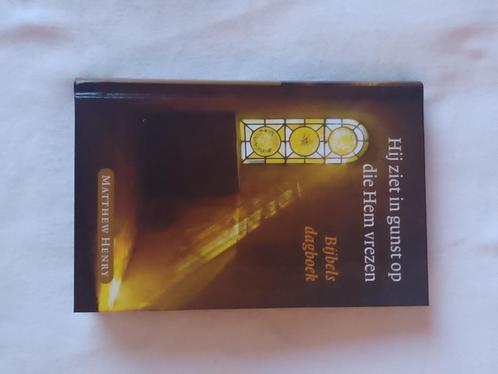 Hij ziet in gunst op
die Hem vrezen
Bijbels
dagboek
MATTHEW HENRY